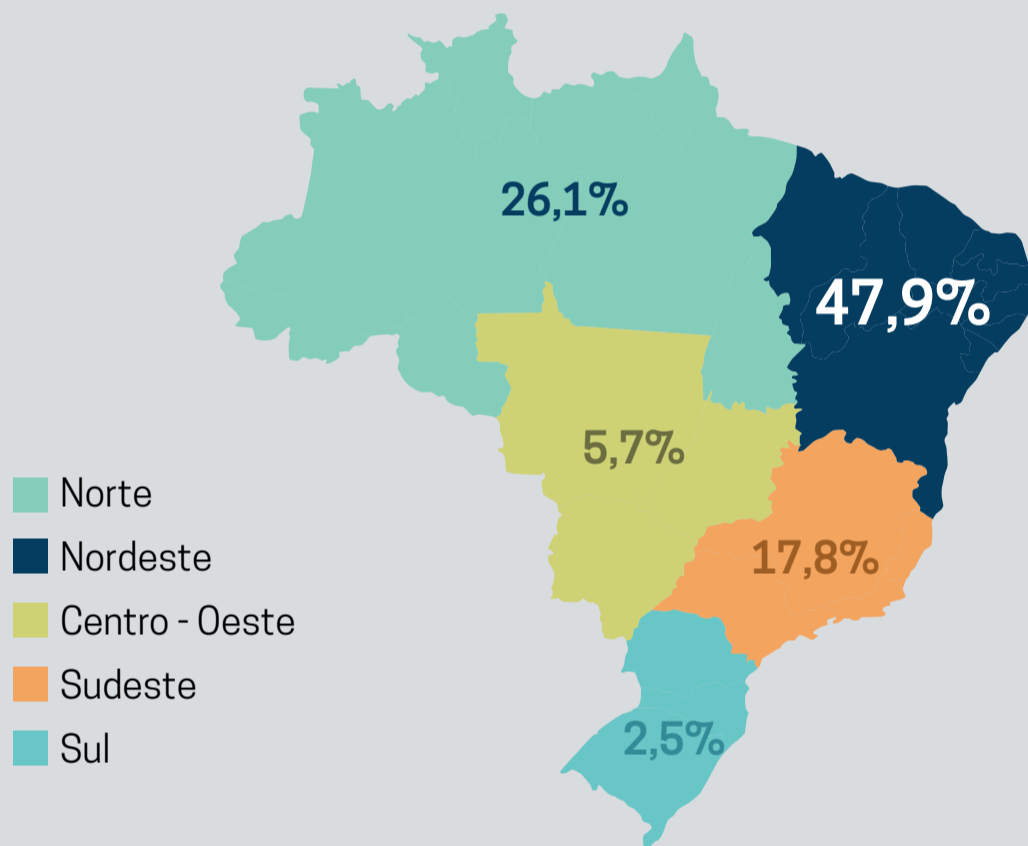 26,1%
47,9%
5,7%
17,8%
2,5%
Norte
Nordeste
Centro - Oeste
Sudeste
Sul